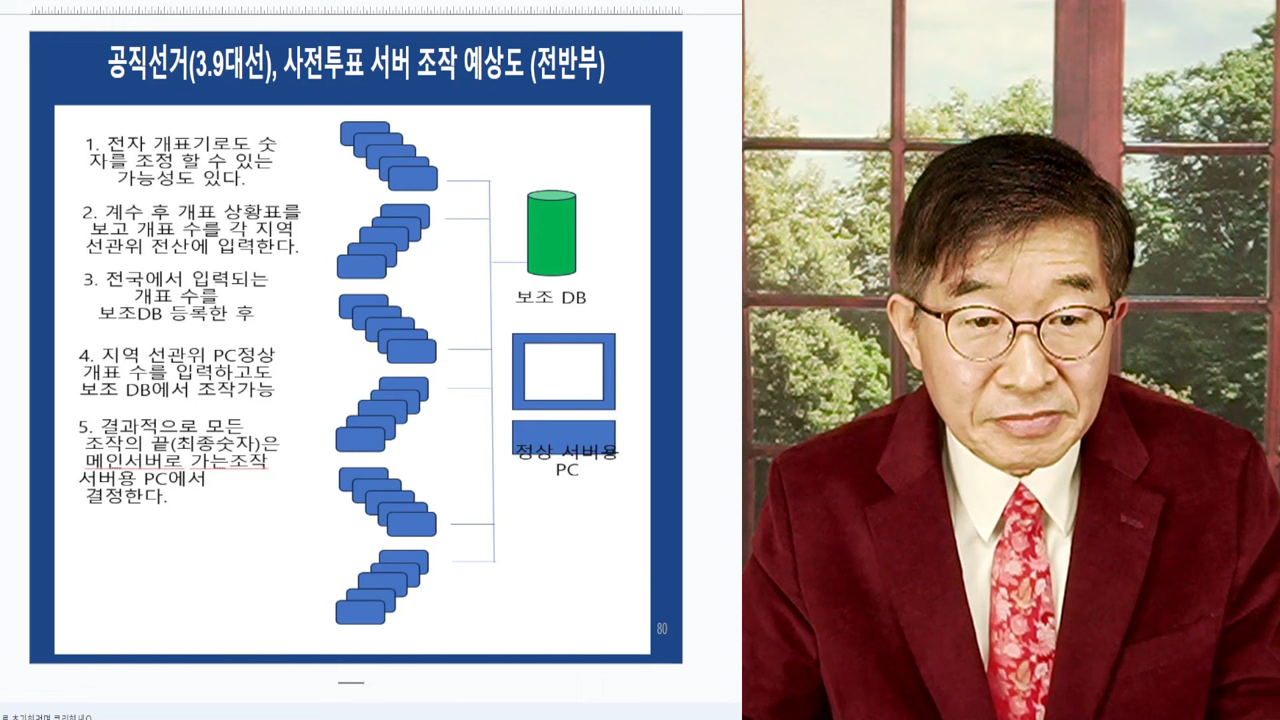 공직선거(3.9대선), 사전투표 서버 조작 예상도 (전반부)
1. 전자 개표기로도 숫
자를 조정 할 수 있는
가능성도 있다.
2. 계수 후 개표 상황표를
보고 개표 수를 각 지역
선관위 전산에 입력한다.
3. 전국에서 입력되는
개표 수를
보조DB 등록한 후
4. 지역 선관위 PC정상
개표 수를 입력하고도
보조 DB에서 조작가능
5. 결과적으로 모든
조작의 끝(최종숫자)은
메인서버로 가는조작
서버용 PC에서
결정한다.
보조 DB
정상 서버용
PC
80